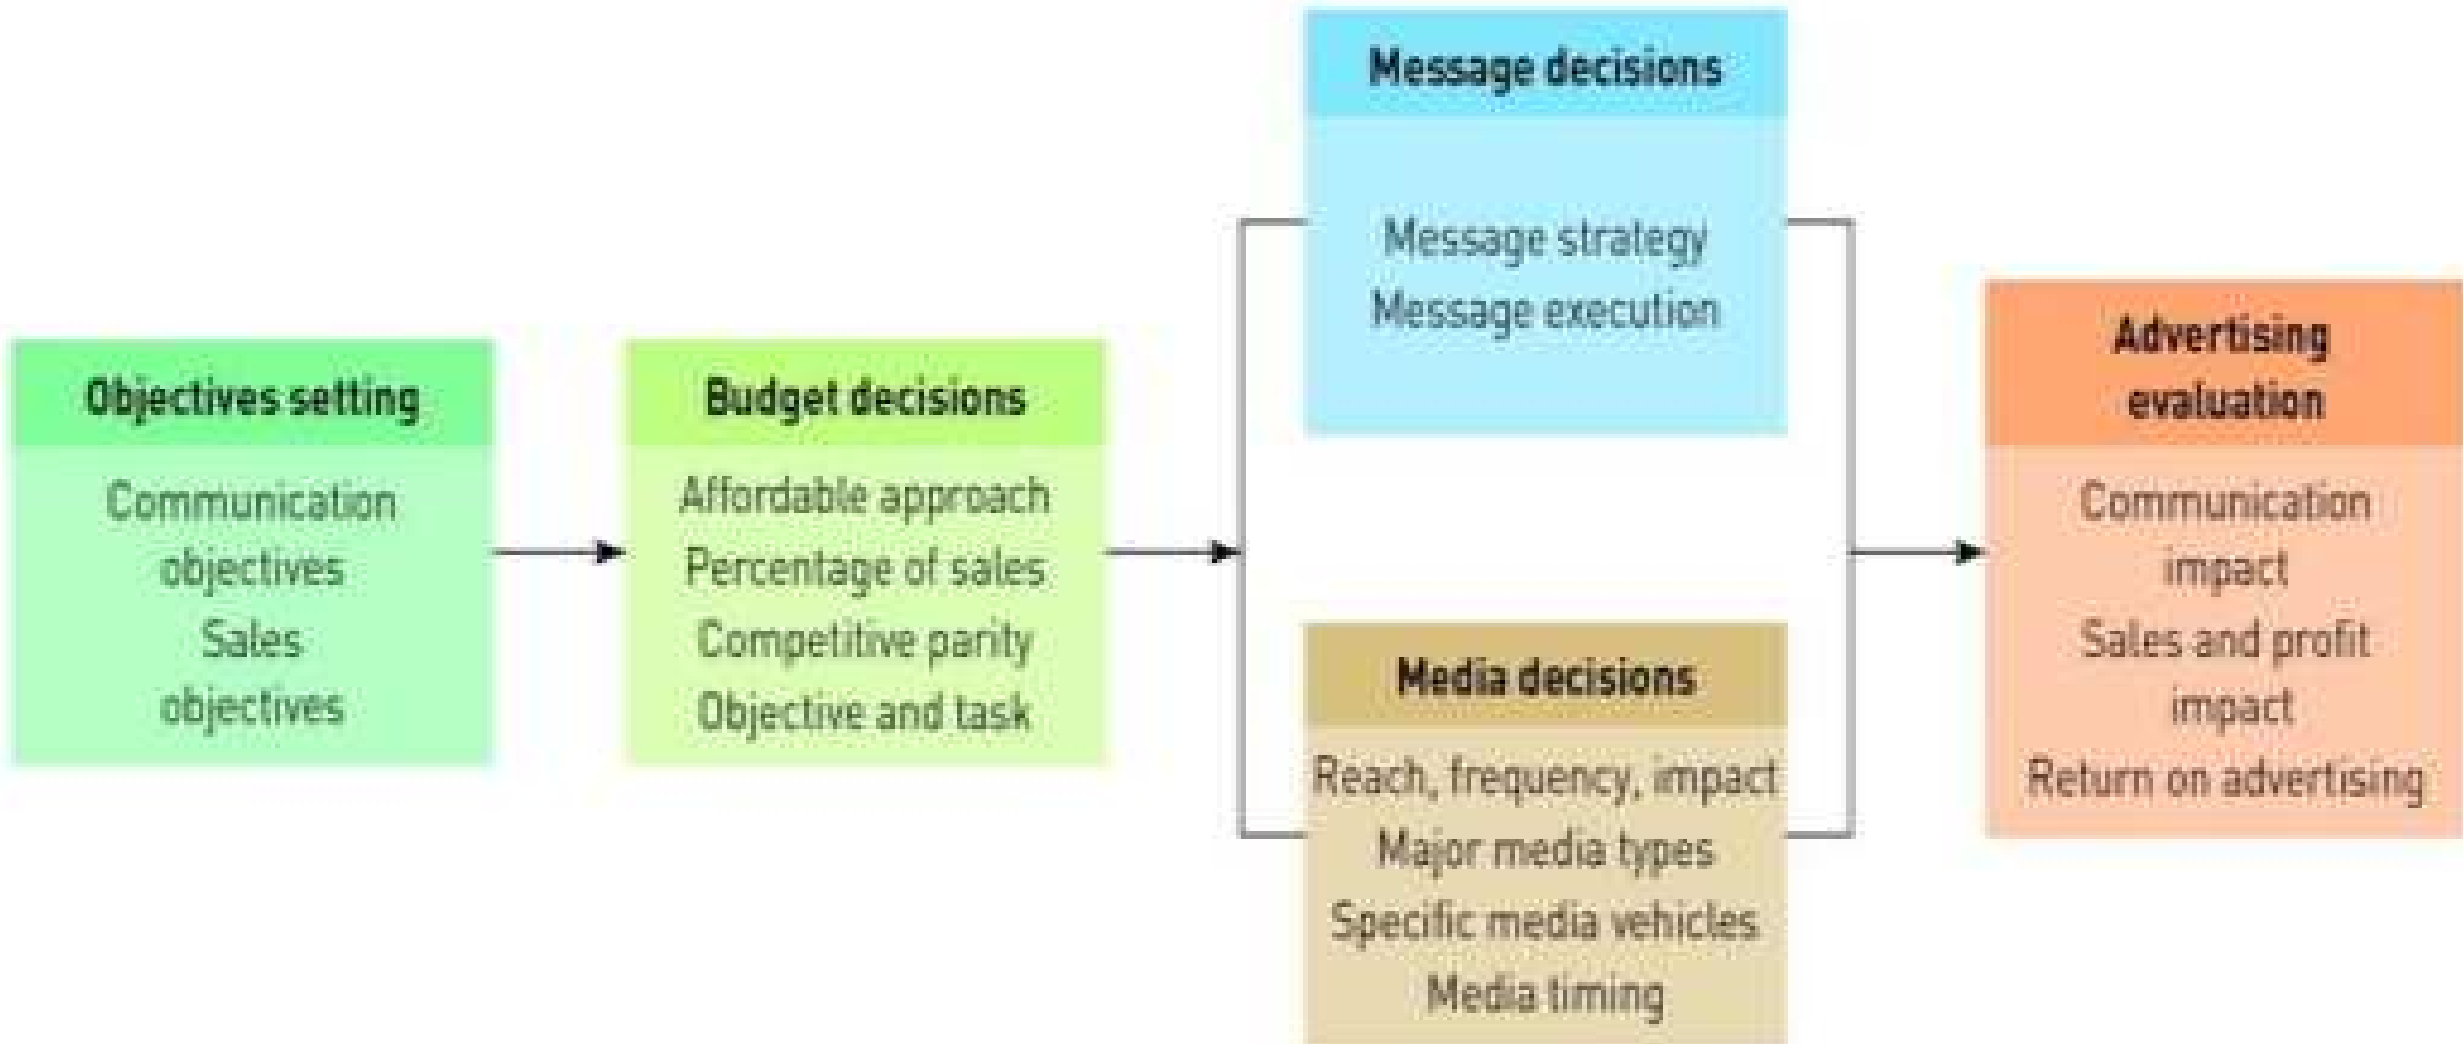 Objectives setting
Communication
objectives
Sales
objectives
Budget decisions
Affordable approach
Percentage of sales
Competitive parity
Objective and task
Message decisions
Message strategy
Message execution
Media decisions
Reach, frequency, impact
Major media types
Specific media vehicles
Media timing
Advertising
evaluation
Communication
impact
Sales and profit
impact
Return on advertising